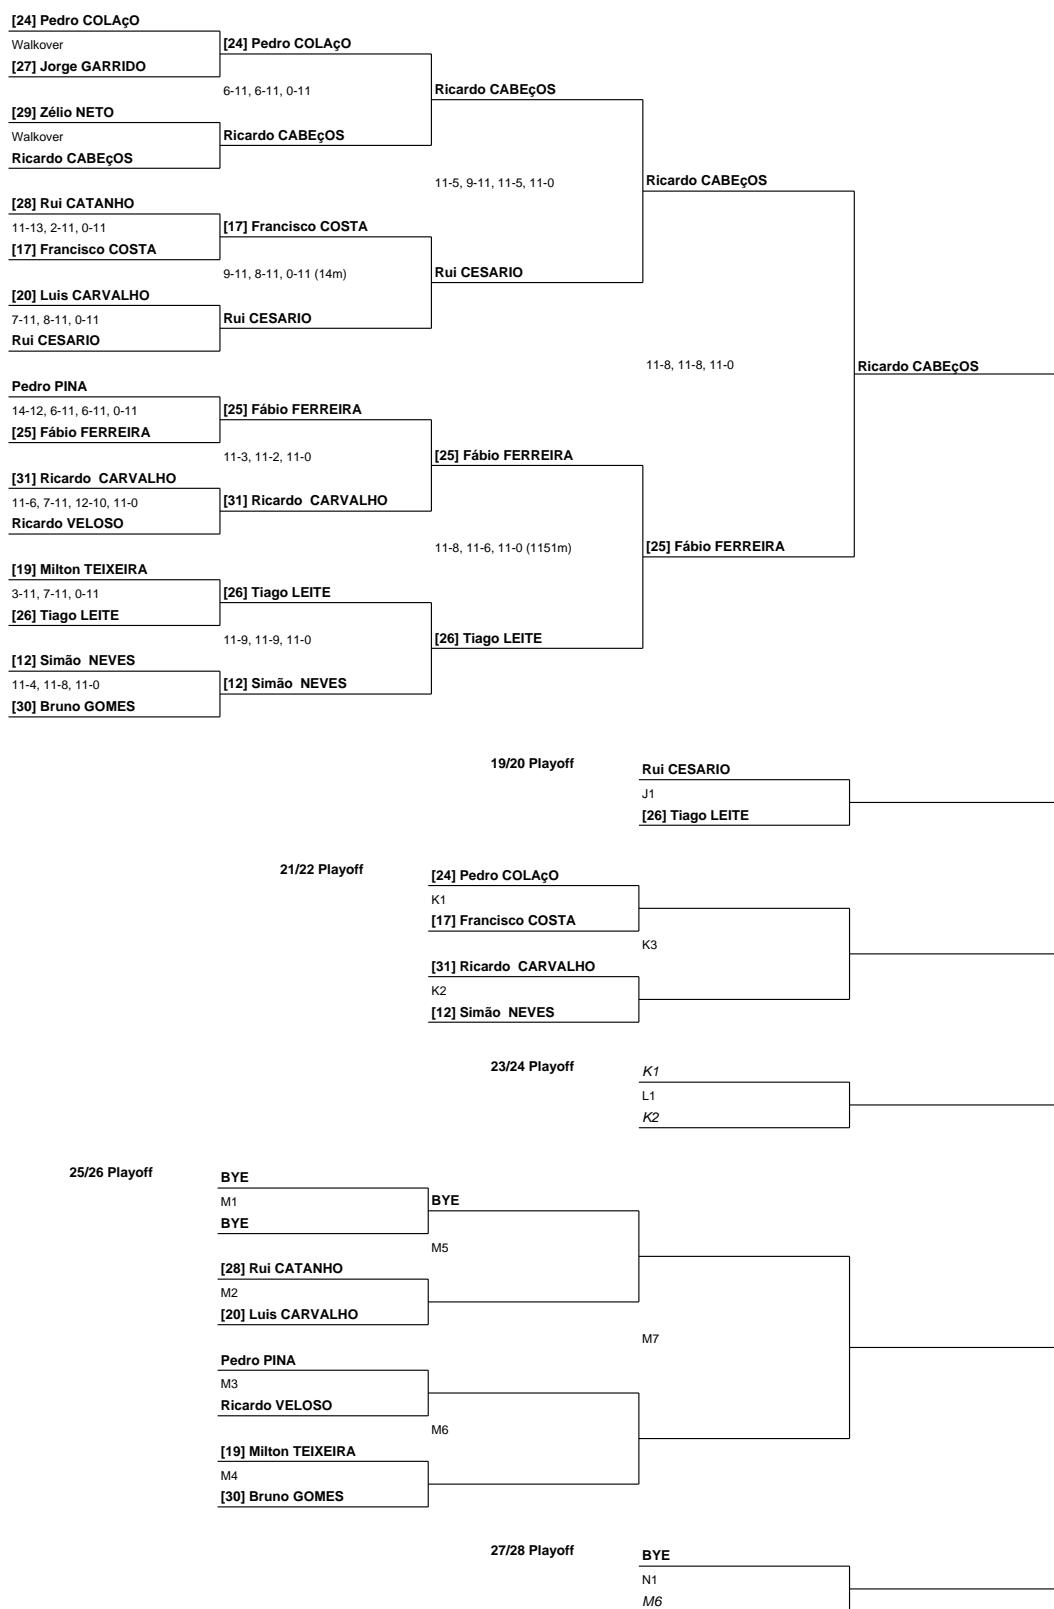 [24] Pedro COLAçO
Walkover
[24] Pedro COLAçO
[27] Jorge GARRIDO
6-11, 6-11, 0-11
Ricardo CABEçOS
[29] Zélio NETO
Walkover
Ricardo CABEçOS
Ricardo CABEçOS
11-5, 9-11, 11-5, 11-0
Ricardo CABEçOS
[28] Rui CATANHO
11-13, 2-11, 0-11
[17] Francisco COSTA
[17] Francisco COSTA
9-11, 8-11, 0-11 (14m)
Rui CESARIO
[20] Luis CARVALHO
7-11, 8-11, 0-11
Rui CESARIO
Rui CESARIO
11-8, 11-8, 11-0
Ricardo CABEçOS
Pedro PINA
14-12, 6-11, 6-11, 0-11
[25] Fábio FERREIRA
[25] Fábio FERREIRA
11-3, 11-2, 11-0
[25] Fábio FERREIRA
[31] Ricardo  CARVALHO
11-6, 7-11, 12-10, 11-0
[31] Ricardo  CARVALHO
Ricardo VELOSO
11-8, 11-6, 11-0 (1151m)
[25] Fábio FERREIRA
[19] Milton TEIXEIRA
3-11, 7-11, 0-11
[26] Tiago LEITE
[26] Tiago LEITE
11-9, 11-9, 11-0
[26] Tiago LEITE
[12] Simão  NEVES
11-4, 11-8, 11-0
[12] Simão  NEVES
[30] Bruno GOMES
19/20 Playoff
Rui CESARIO
J1
[26] Tiago LEITE
21/22 Playoff
[24] Pedro COLAçO
K1
[17] Francisco COSTA
K3
[31] Ricardo  CARVALHO
K2
[12] Simão  NEVES
23/24 Playoff
K1
L1
K2
25/26 Playoff
BYE
M1
BYE
BYE
M5
[28] Rui CATANHO
M2
[20] Luis CARVALHO
M7
Pedro PINA
M3
Ricardo VELOSO
M6
[19] Milton TEIXEIRA
M4
[30] Bruno GOMES
27/28 Playoff
BYE
N1
M6